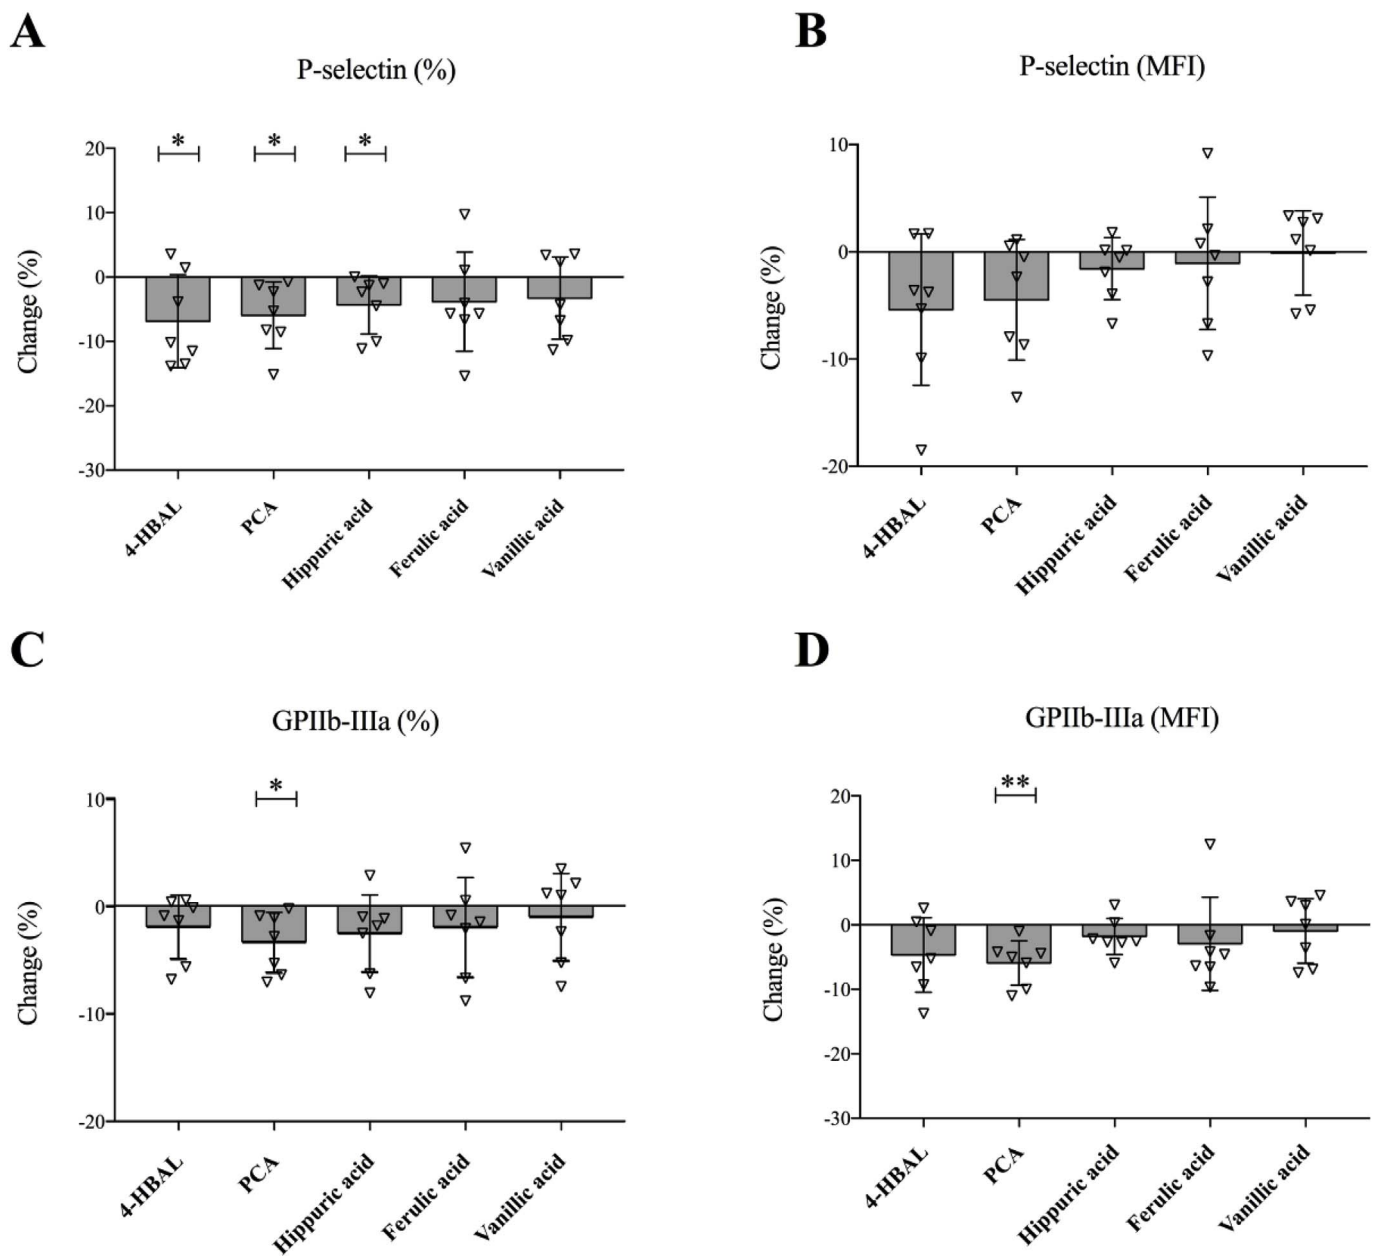 A
P-selectin (%)
* * *
20
10
0
-10
-20
-30
Change (%)
4-HBAL
PCA
Hippuric acid
Ferulic acid
Vanillic acid
B
P-selectin (MFI)
10
0
-10
-20
Change (%)
4-HBAL
PCA
Hippuric acid
Ferulic acid
Vanillic acid
C
GPIIb-IIIa (%)
*
10
0
-10
-20
Change (%)
4-HBAL
PCA
Hippuric acid
Ferulic acid
Vanillic acid
D
GPIIb-IIIa (MFI)
**
20
10
0
-10
-20
-30
Change (%)
4-HBAL
PCA
Hippuric acid
Ferulic acid
Vanillic acid